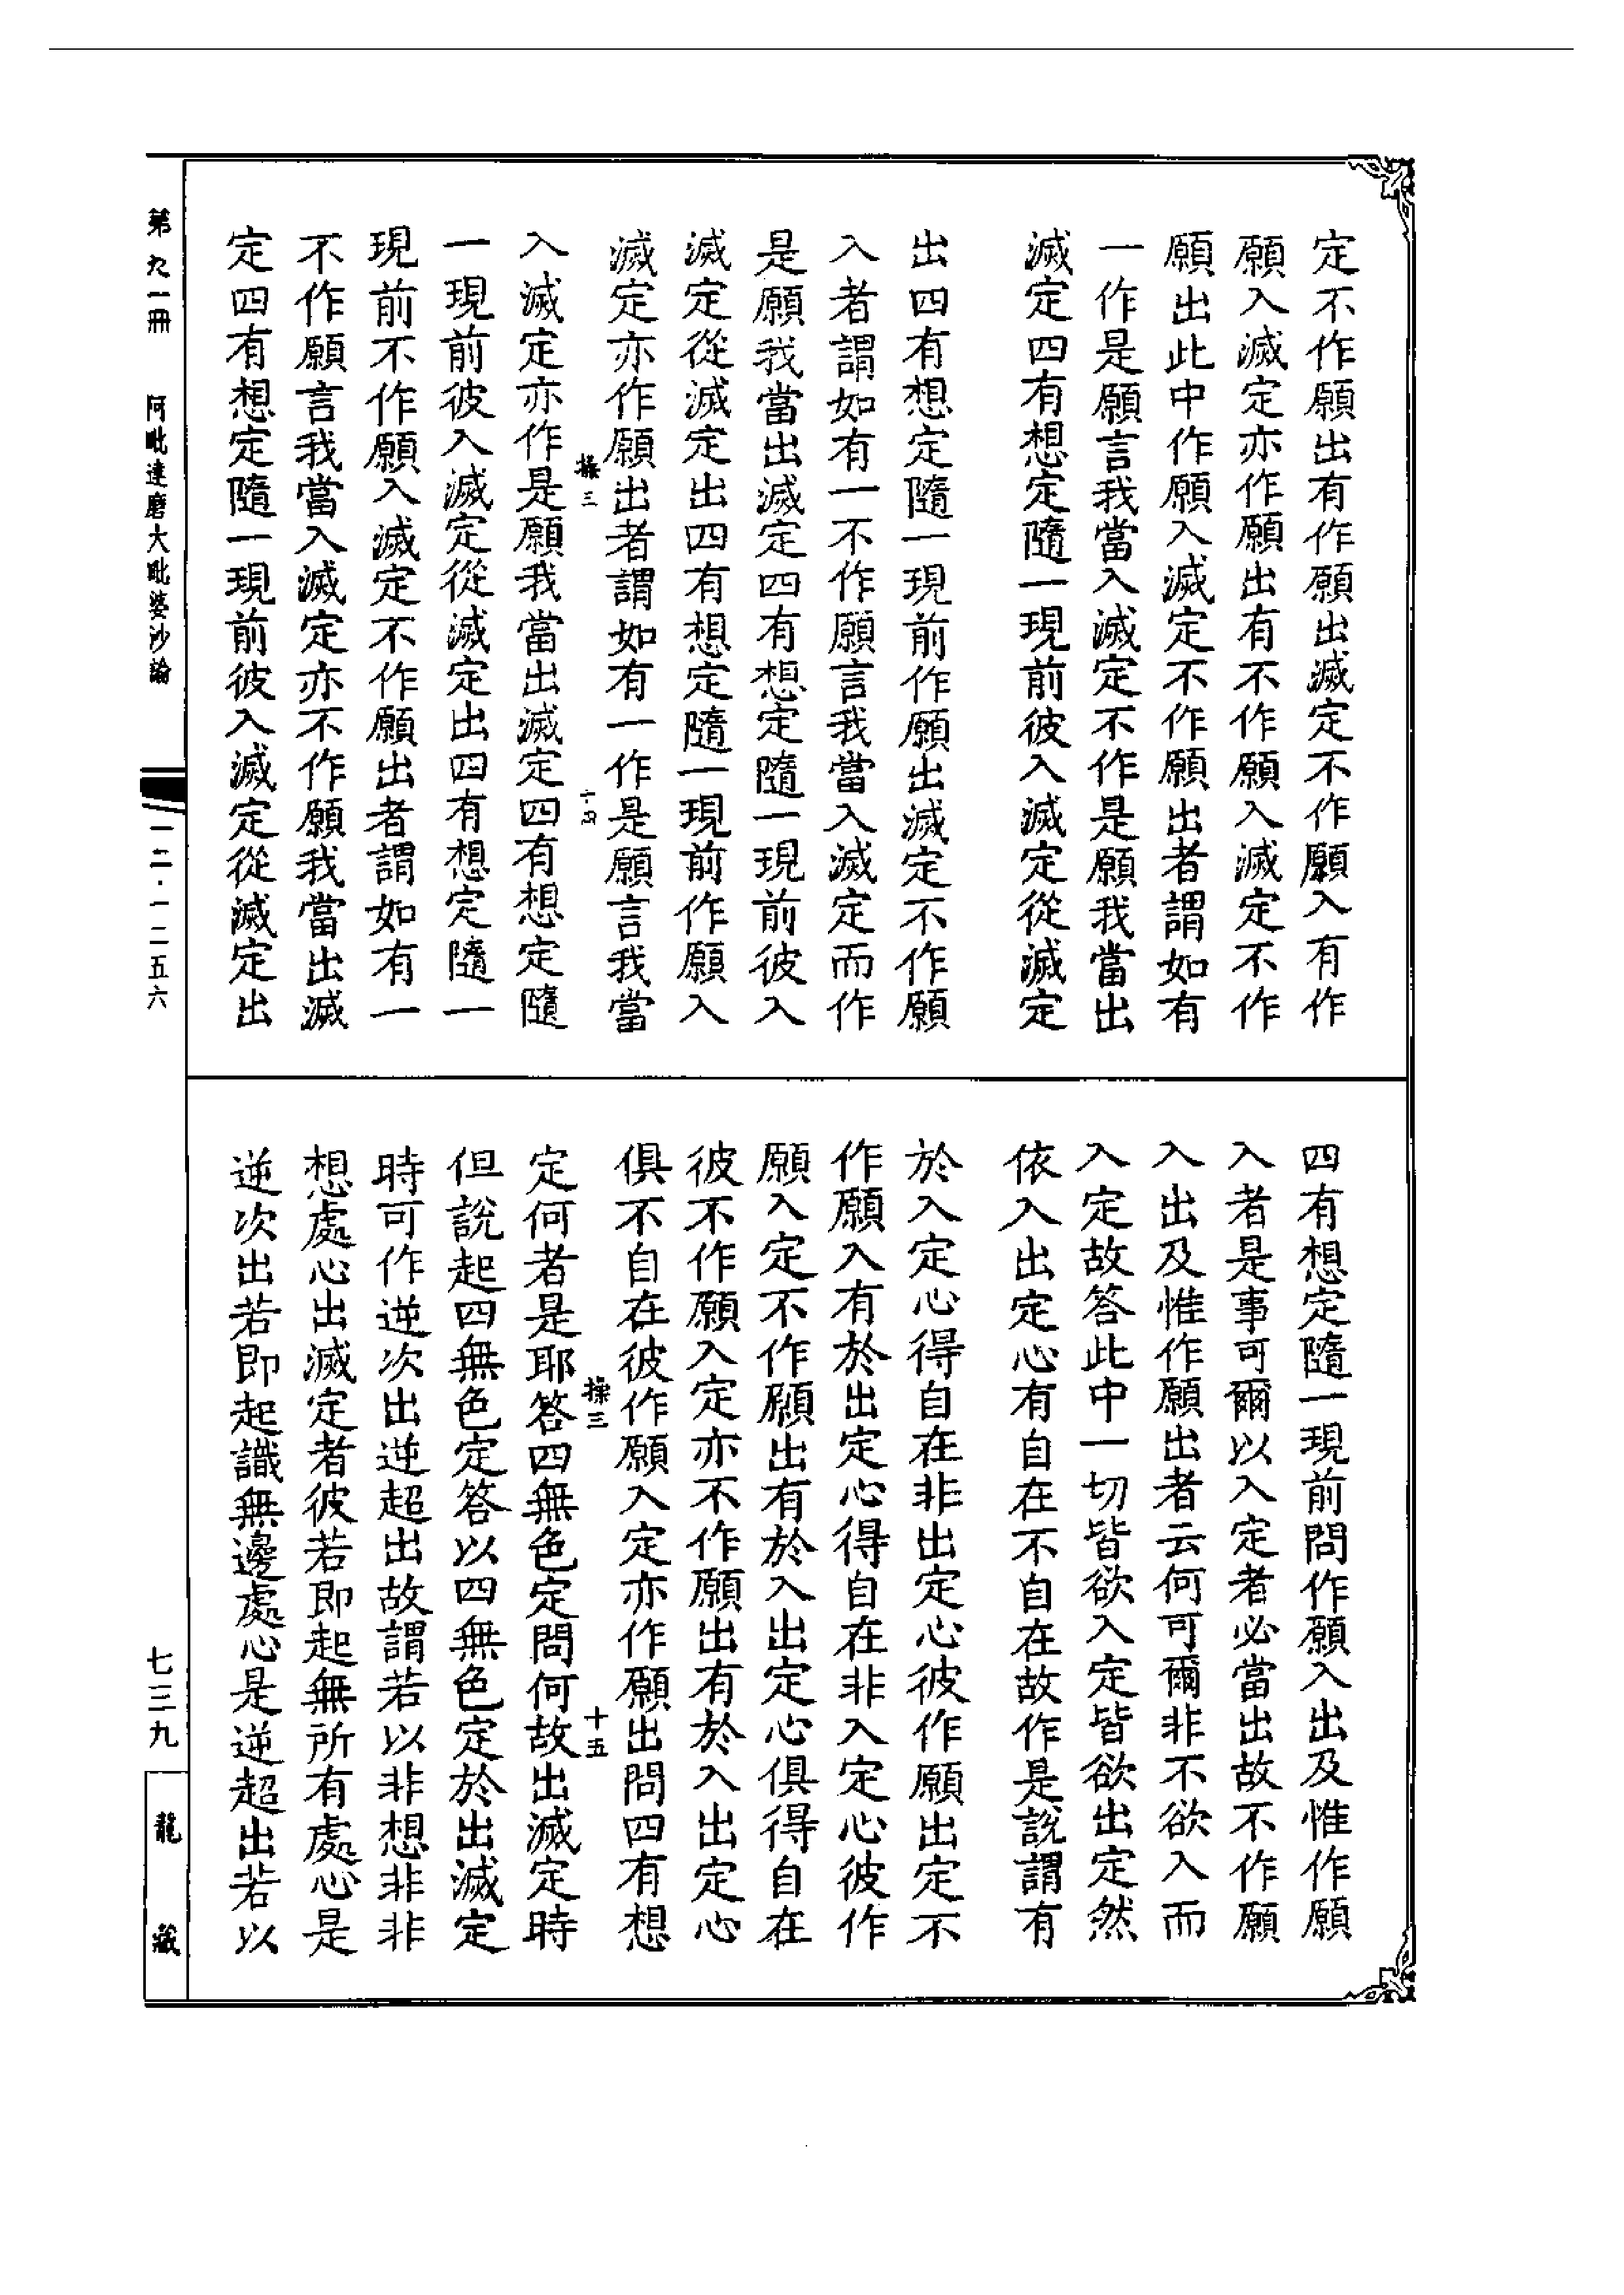 定不作願出有作願出滅定不作願入有作
願入滅定亦作願出有不作願入滅定不作
願出此中作願入滅定不作願出者謂如有
一作是願言我當入滅定不作是願我當出
滅定四有想定隨一現前彼入滅定從滅定
出四有想定隨一現前作願出滅定不作願
入者謂如有一不作願言我當入滅定而作
是願我當出滅定四有想定隨一現前彼入
滅定從滅定出四有想定隨一現前作願入
滅定亦作願出者謂如有一作是願言我當
操三
十四
入滅定亦作是願我當出滅定四有想定隨
一現前彼入滅定從滅定出四有想定隨一
現前不作願入滅定不作願出者謂如有一
不作願言我當入滅定亦不作願我當出滅
定四有想定隨一現前彼入滅定從滅定出
四有想定隨一現前問作願入出及惟作願
入者是事可爾以入定者必當出故不作願
入出及惟作願出者云何可爾非不欲入而
入定故答此中一切皆欲入定皆欲出定然
依入出定心有自在不自在故作是說謂有
於入定心得自在非出定心彼作願出定不
作願入有於出定心得自在非入定心彼作
願入定不作願出有於入出定心俱得自在
彼不作願入定亦不作願出有於入出定心
俱不自在彼作願入定亦作願出問四有想
操三
十五
定何者是耶答四無色定問何故出滅定時
但說起四無色定答以四無色定於出滅定
時可作逆次出逆超出故謂若以非想非非
想處心出滅定者彼若即起無所有處心是
逆次出若即起識無邊處心是逆超出若以
第九一冊
阿毗達磨大毗婆沙論
一二·一二五六
七三九
龍藏